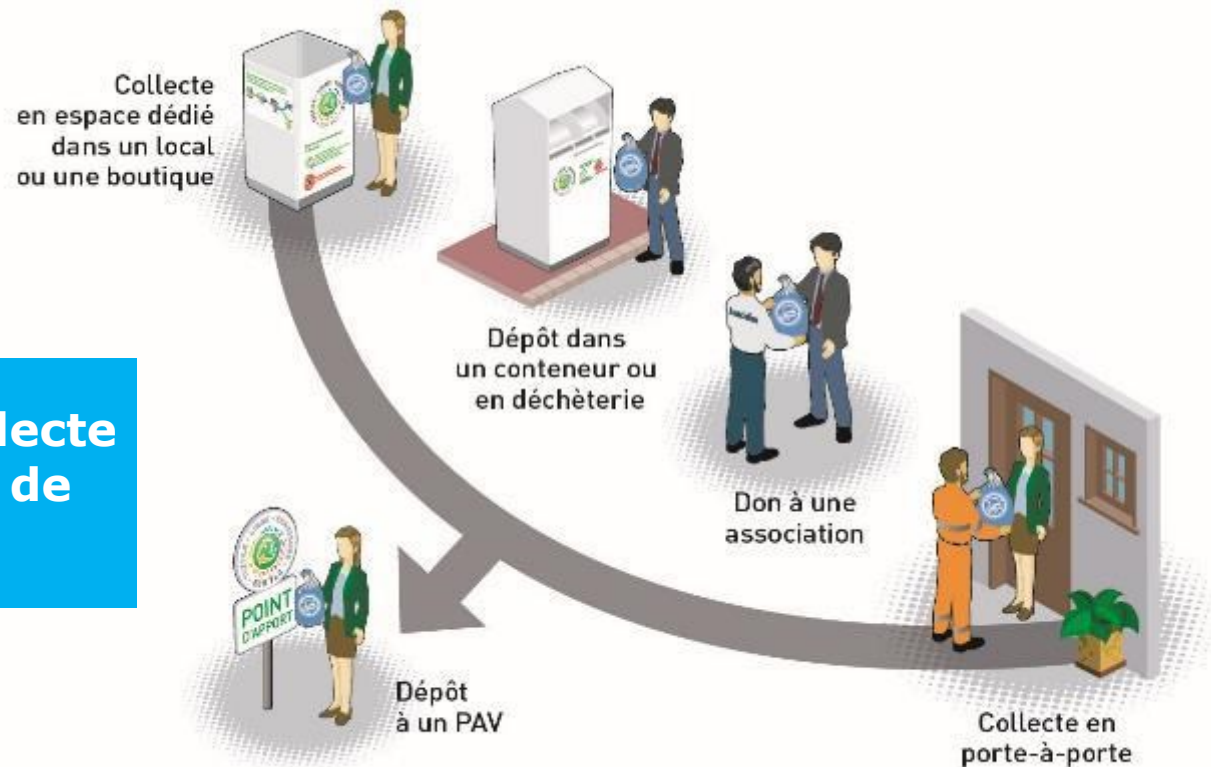 Collecte
en espace dédié
dans un local
ou une boutique
Dépôt dans
un conteneur ou
en déchèterie
Don à une
association
lecte
de
POINT
D'APPORT
Dépôt
à un PAV
Collecte en
porte-à-porte